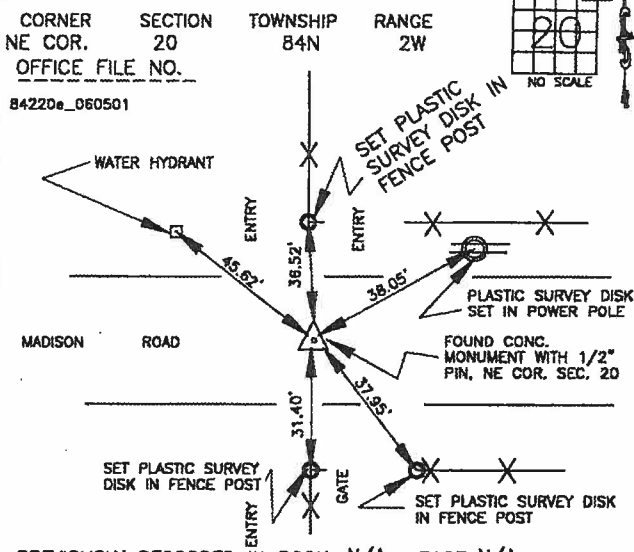 CORNER SECTION TOWNSHIP RANGE
NE COR. 20 84N 2W
OFFICE FILE NO.
84220e_060501
20
NO SCALE
SET PLASTIC
SURVEY DISK IN
FENCE POST
WATER HYDRANT
ENTRY
ENTRY
45.62'
36.52'
38.05'
PLASTIC SURVEY DISK
SET IN POWER POLE
MADISON ROAD
FOUND CONC.
MONUMENT WITH 1/2"
PIN, NE COR. SEC. 20
31.40'
37.95'
SET PLASTIC SURVEY
DISK IN FENCE POST
GATE
ENTRY
SET PLASTIC SURVEY DISK
IN FENCE POST